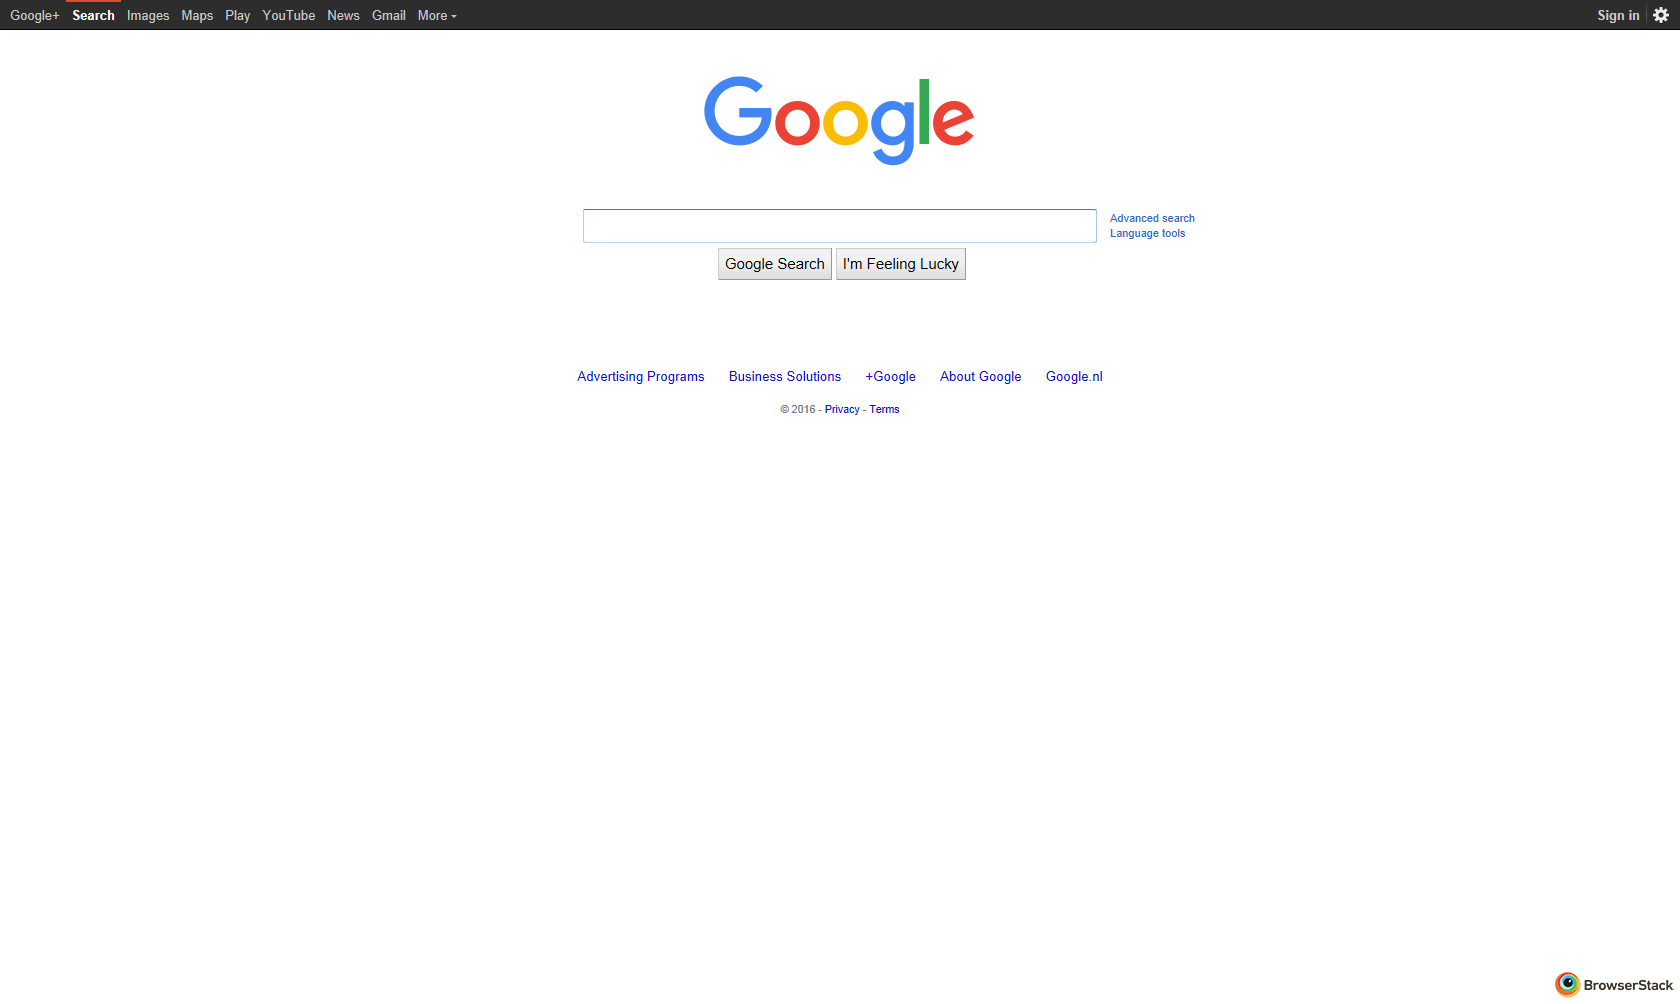 Google+ Search Images Maps Play YouTube News Gmail More Sign in
Google
Advanced search
Language tools
Google Search I'm Feeling Lucky
Advertising Programs Business Solutions +Google About Google Google.nl
© 2016 - Privacy - Terms
BrowserStack